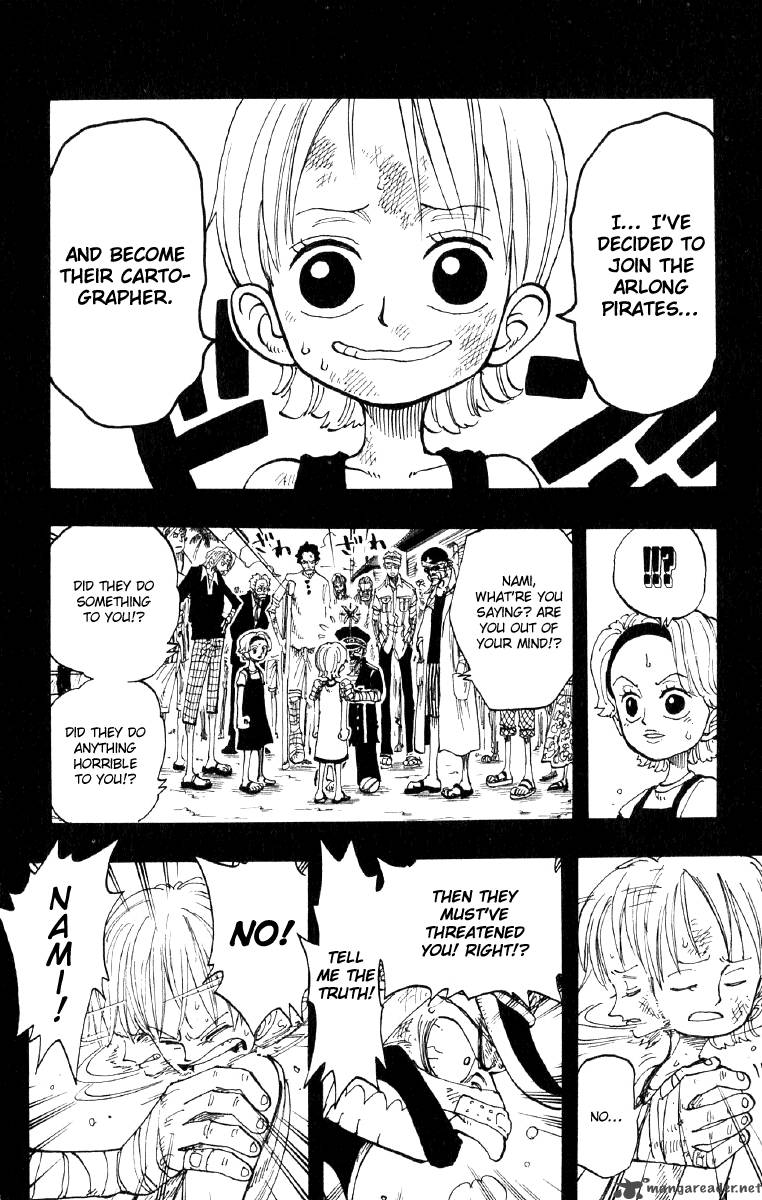 I... I'VE
DECIDED TO
JOIN THE
ARLONG
PIRATES...
AND BECOME
THEIR CARTO-
GRAPHER.
!!!?
NAMI,
WHAT'RE YOU
SAYING? ARE
YOU OUT OF
YOUR MIND!?
DID THEY DO
SOMETHING
TO YOU!?
DID THEY DO
ANYTHING
HORRIBLE
TO YOU!?
NO...
THEN THEY
MUST'VE
THREATENED
YOU! RIGHT!?
TELL
ME THE
TRUTH!
NO!
NAMI!
mangareader.net